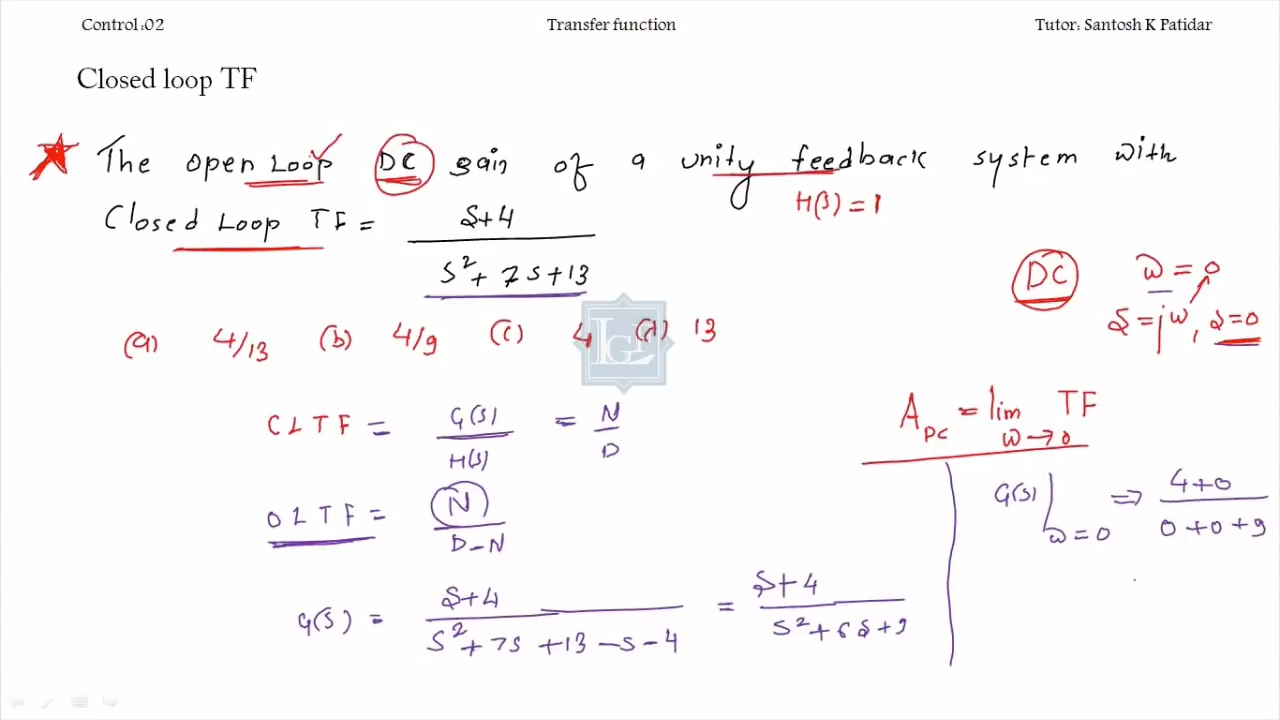 Control:02 Transfer function Tutor: Santosh K Patidar
Closed loop TF
The open Loop DC gain of a unity feedback system with
H(s) = 1
Closed Loop TF = S+4 / S² + 7s + 13
(a) 4/13 (b) 4/9 (c) 4 (d) 13
DC ω = 0
S = jω, s = 0
CLTF = G(s) / H(s) = N / D
A_DC = lim ω→0 TF
OLTF = N / D-N
G(s) | ω = 0 ⇒ 4+0 / 0+0+9
G(s) = S+4 / S² + 7s + 13 - s - 4 = S+4 / S² + 6s + 9